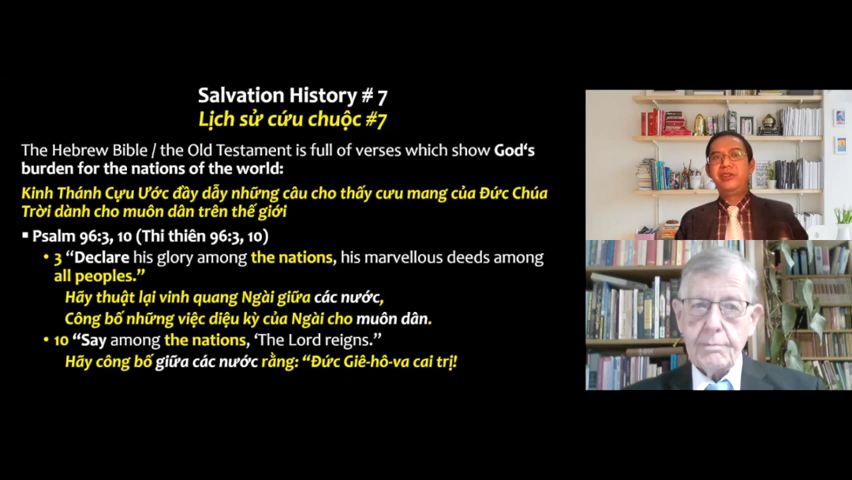 Salvation History # 7
Lịch sử cứu chuộc #7
The Hebrew Bible / the Old Testament is full of verses which show God‘s
burden for the nations of the world:
Kinh Thánh Cựu Ước đầy dẫy những câu cho thấy cưu mang của Đức Chúa
Trời dành cho muôn dân trên thế giới
▪ Psalm 96:3, 10 (Thi thiên 96:3, 10)
• 3 “Declare his glory among the nations, his marvellous deeds among
all peoples.”
Hãy thuật lại vinh quang Ngài giữa các nước,
Công bố những việc diệu kỳ của Ngài cho muôn dân.
• 10 “Say among the nations, ‘The Lord reigns.”
Hãy công bố giữa các nước rằng: “Đức Giê-hô-va cai trị!